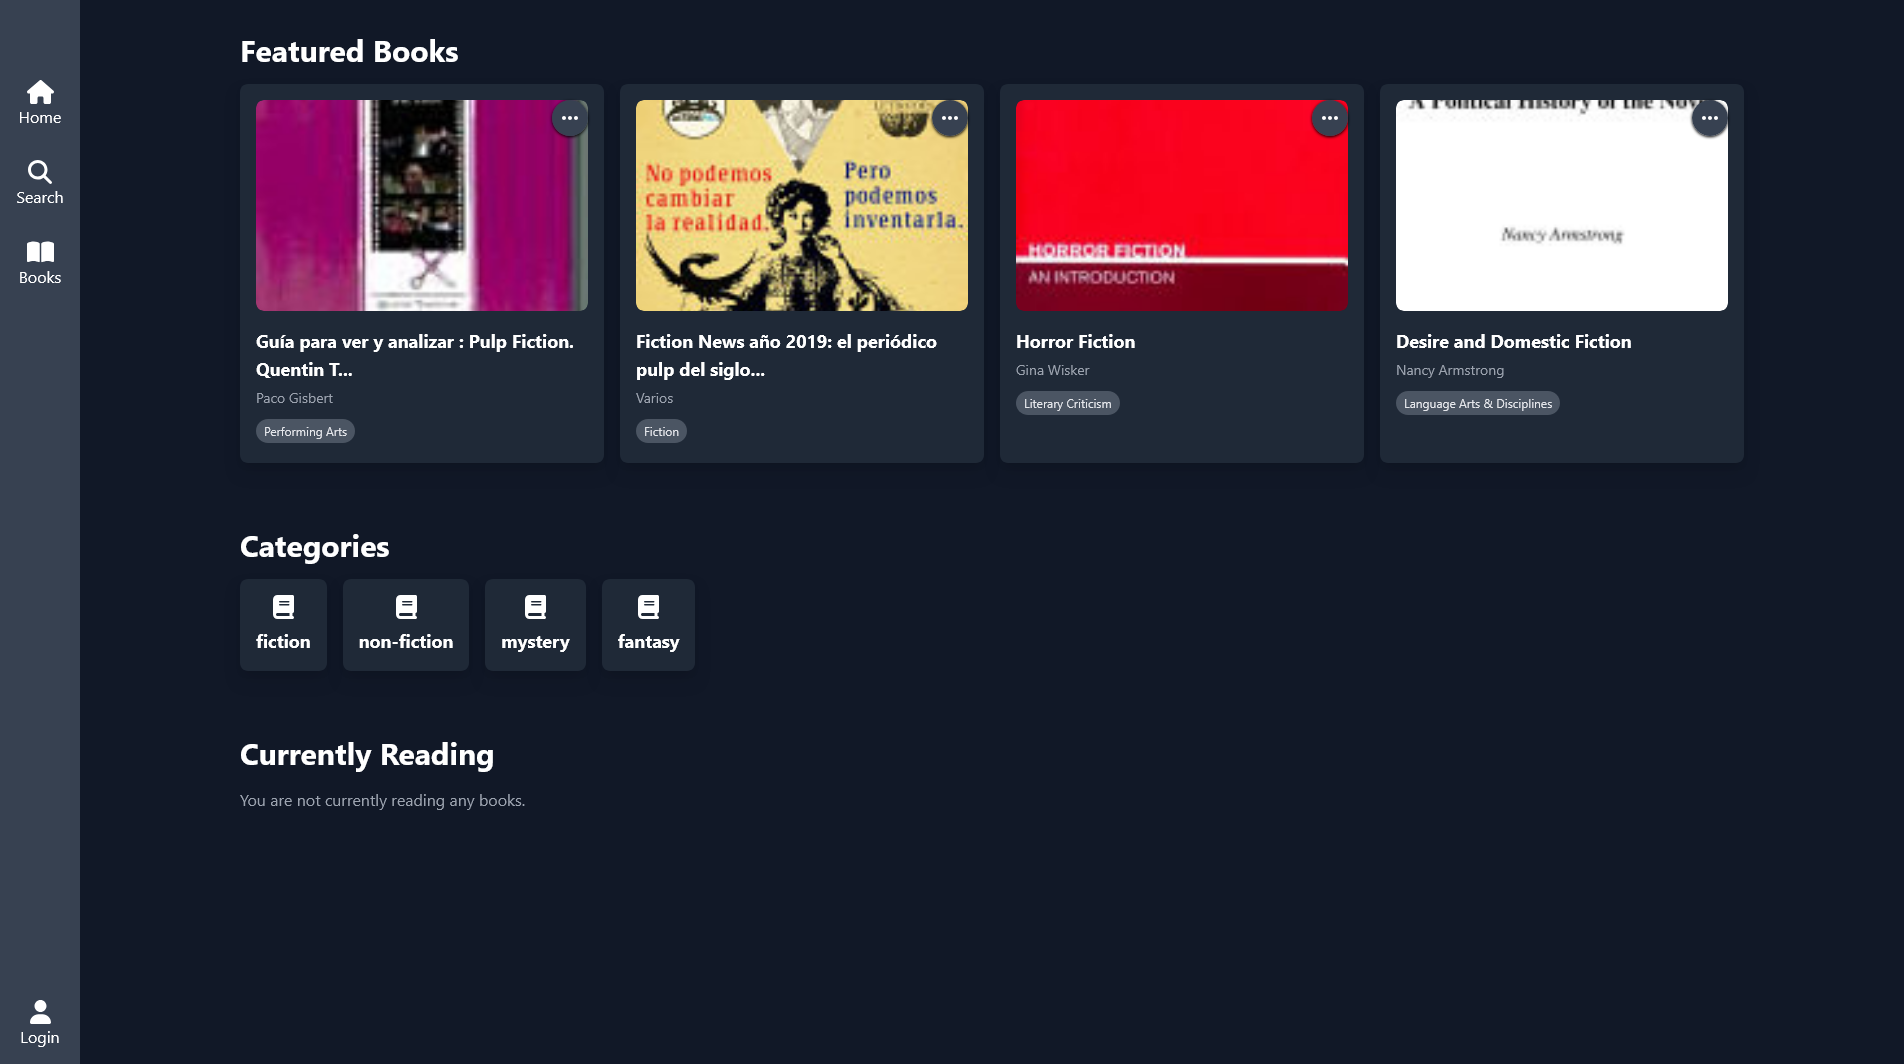 Home
Search
Books
Login
Featured Books
Guía para ver y analizar : Pulp Fiction.
Quentin T...
Paco Gisbert
Performing Arts
No podemos
cambiar
la realidad.
Pero
podemos
inventarla.
Fiction News año 2019: el periódico
pulp del siglo...
Varios
Fiction
HORROR FICTION
AN INTRODUCTION
Horror Fiction
Gina Wisker
Literary Criticism
A Political History of the Nov
Nancy Armstrong
Desire and Domestic Fiction
Nancy Armstrong
Language Arts & Disciplines
Categories
fiction
non-fiction
mystery
fantasy
Currently Reading
You are not currently reading any books.